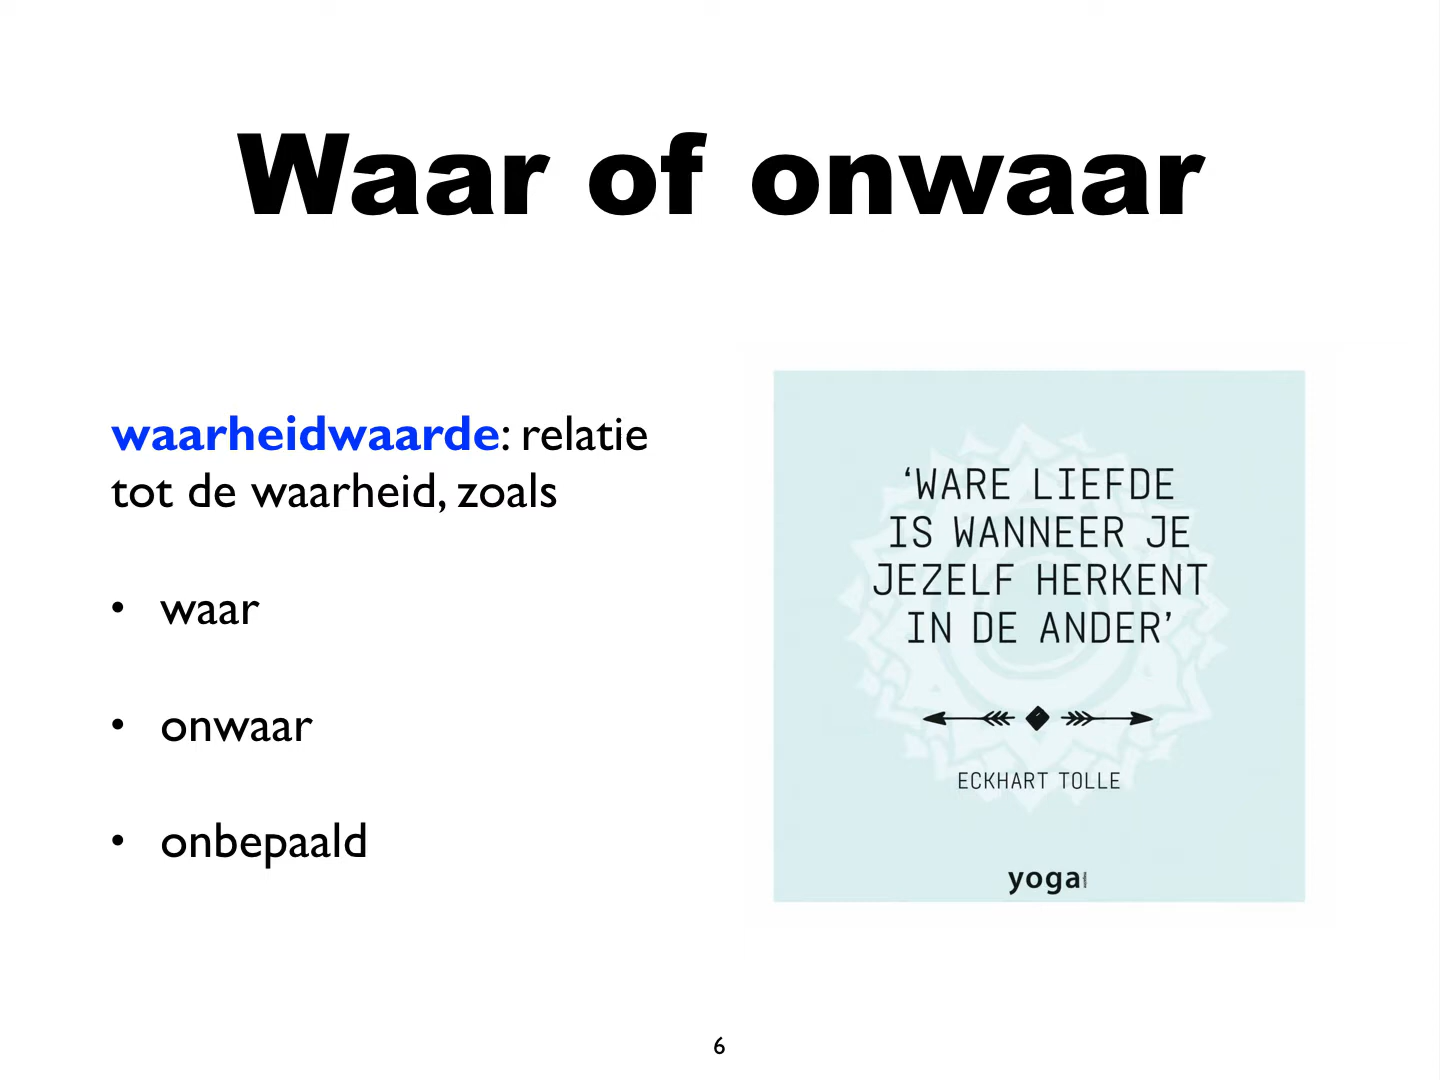 Waar of onwaar
waarheidwaarde: relatie
tot de waarheid, zoals
• waar
• onwaar
• onbepaald
‘WARE LIEFDE
IS WANNEER JE
JEZELF HERKENT
IN DE ANDER’
ECKHART TOLLE
yoga
6